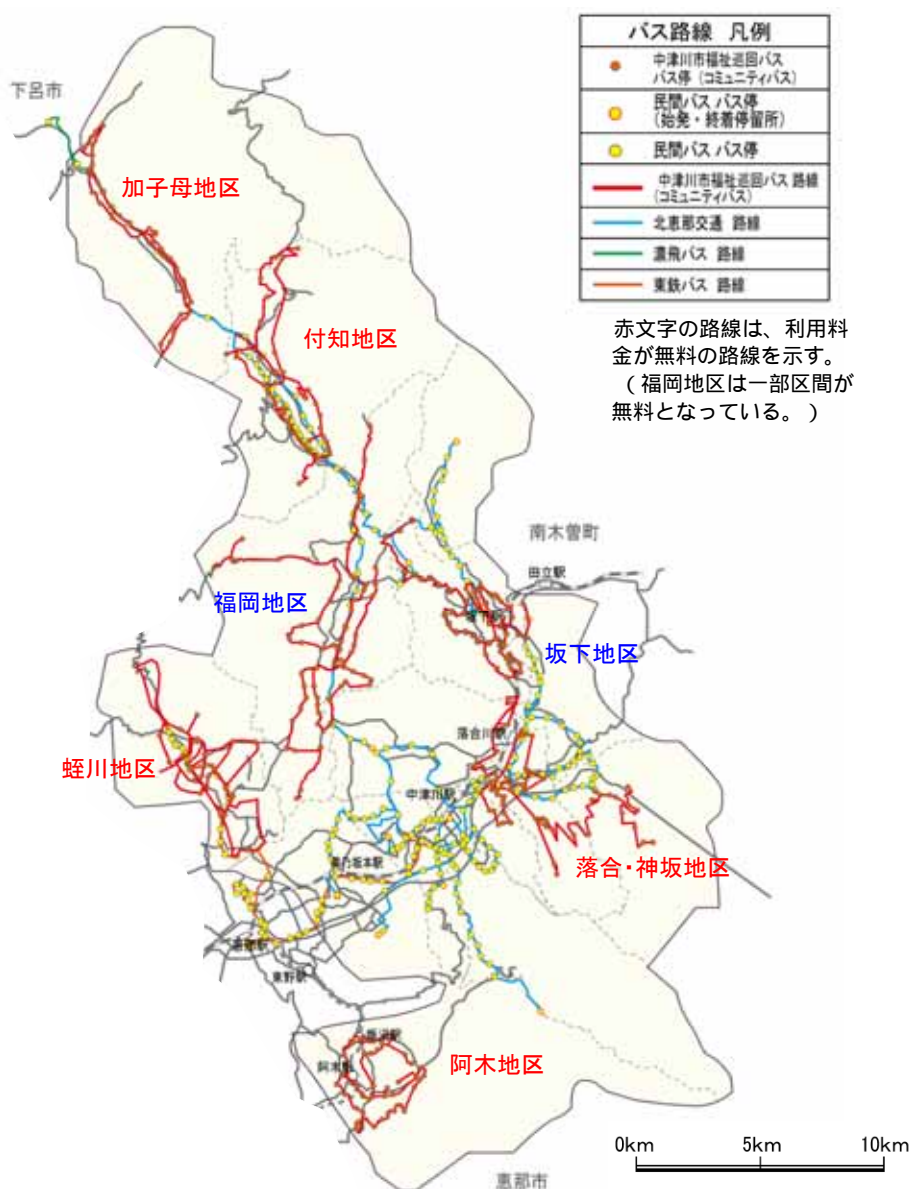 バス路線 凡例
中津川市福祉巡回バス
バス停（コミュニティバス）
民間バス バス停
（始発・終着停留所）
民間バス バス停
中津川市福祉巡回バス 路線
（コミュニティバス）
北恵那交通 路線
濃飛バス 路線
東鉄バス 路線
赤文字の路線は、利用料
金が無料の路線を示す。
（福岡地区は一部区間が
無料となっている。）
下呂市
加子母地区
付知地区
南木曽町
田立駅
福岡地区
坂下駅
坂下地区
落合川駅
蛭川地区
中津川駅
美乃坂本駅
落合・神坂地区
恵那駅
東野駅
飯沼駅
阿木駅
阿木地区
0km
5km
10km
恵那市